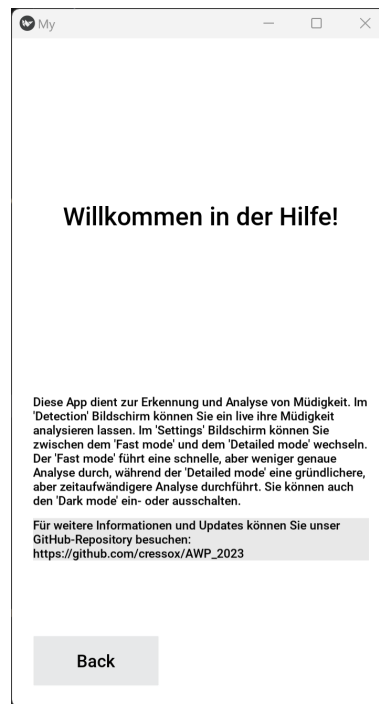 My
Willkommen in der Hilfe!
Diese App dient zur Erkennung und Analyse von Müdigkeit. Im
'Detection' Bildschirm können Sie ein live ihre Müdigkeit
analysieren lassen. Im 'Settings' Bildschirm können Sie
zwischen dem 'Fast mode' und dem 'Detailed mode' wechseln.
Der 'Fast mode' führt eine schnelle, aber weniger genaue
Analyse durch, während der 'Detailed mode' eine gründlichere,
aber zeitaufwändigere Analyse durchführt. Sie können auch
den 'Dark mode' ein- oder ausschalten.
Für weitere Informationen und Updates können Sie unser
GitHub-Repository besuchen:
https://github.com/cressox/AWP_2023
Back